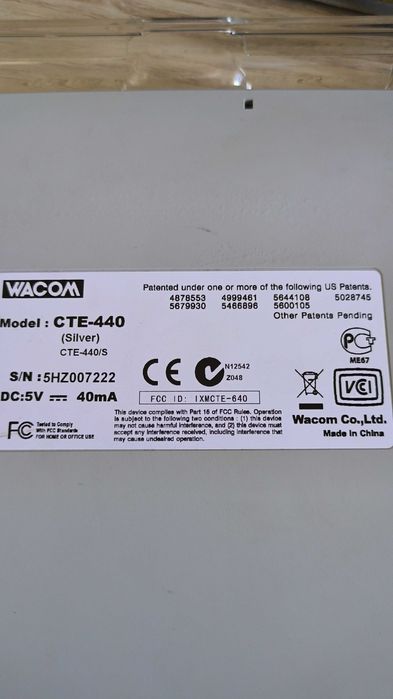 WACOM
Patented under one or more of the following US Patents.
4878553 4999461 5644108 5028745
5679930 5466896 5600105
Other Patents Pending
Model : CTE-440
(Silver)
CTE-440/S
S/N : 5HZ007222
DC:5V 40mA
CE
N12542
Z048
ME67
VCI
FCC ID: IXMCTE-640
Wacom Co.,Ltd.
Made in China
FC Tested to Comply
With FCC Standards
FOR HOME OR OFFICE USE
This device complies with Part 15 of FCC Rules. Operation
is subject to the following two conditions : (1) this device
may not cause harmful interference, and (2) this device must
accept any interference received, including interference that
may cause undesired operation.